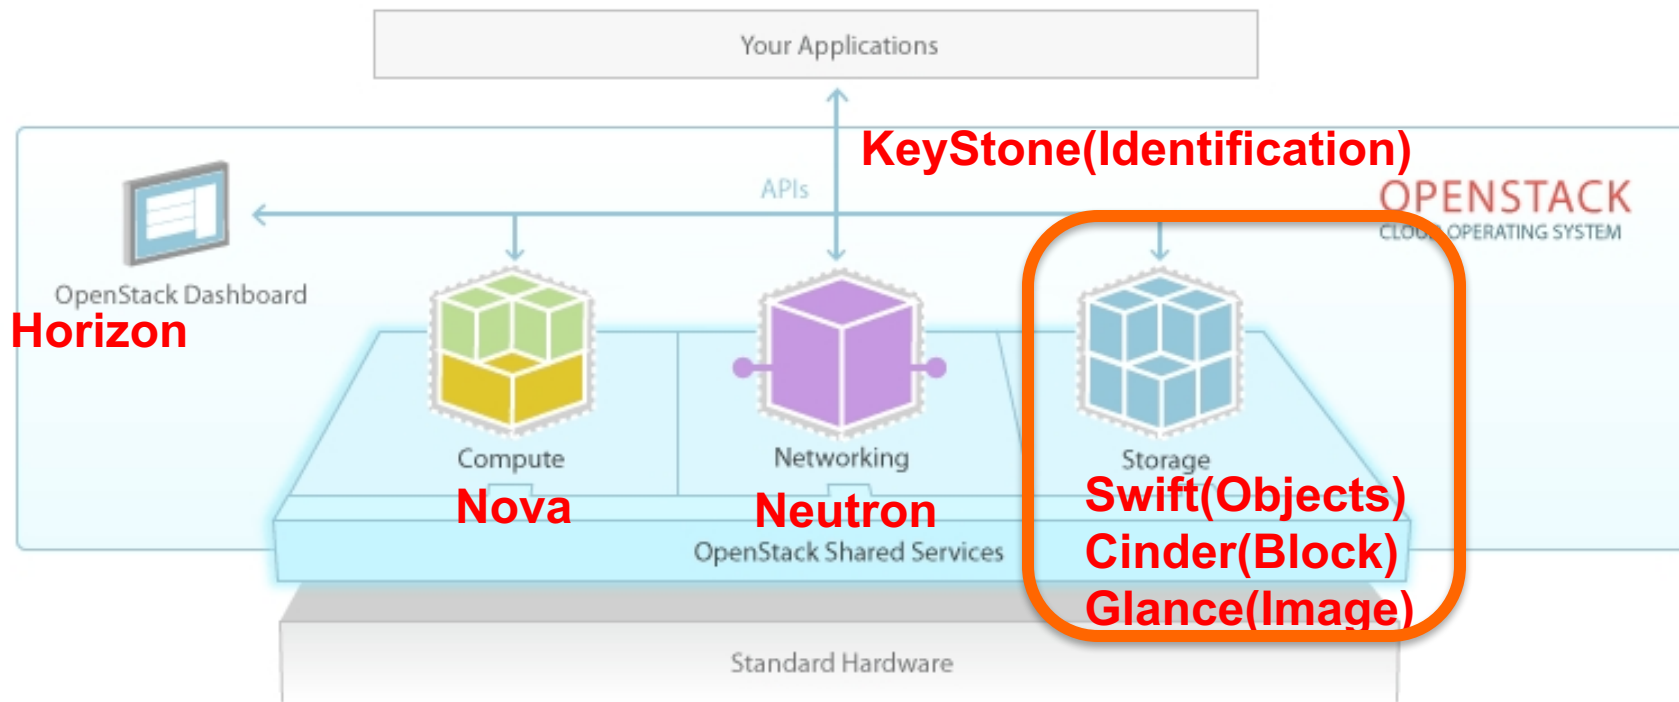 Your Applications
KeyStone(Identification)
APIs
OPENSTACK
CLOUD OPERATING SYSTEM
OpenStack Dashboard
Horizon
Compute
Networking
Storage
Nova
Neutron
Swift(Objects)
Cinder(Block)
Glance(Image)
OpenStack Shared Services
Standard Hardware